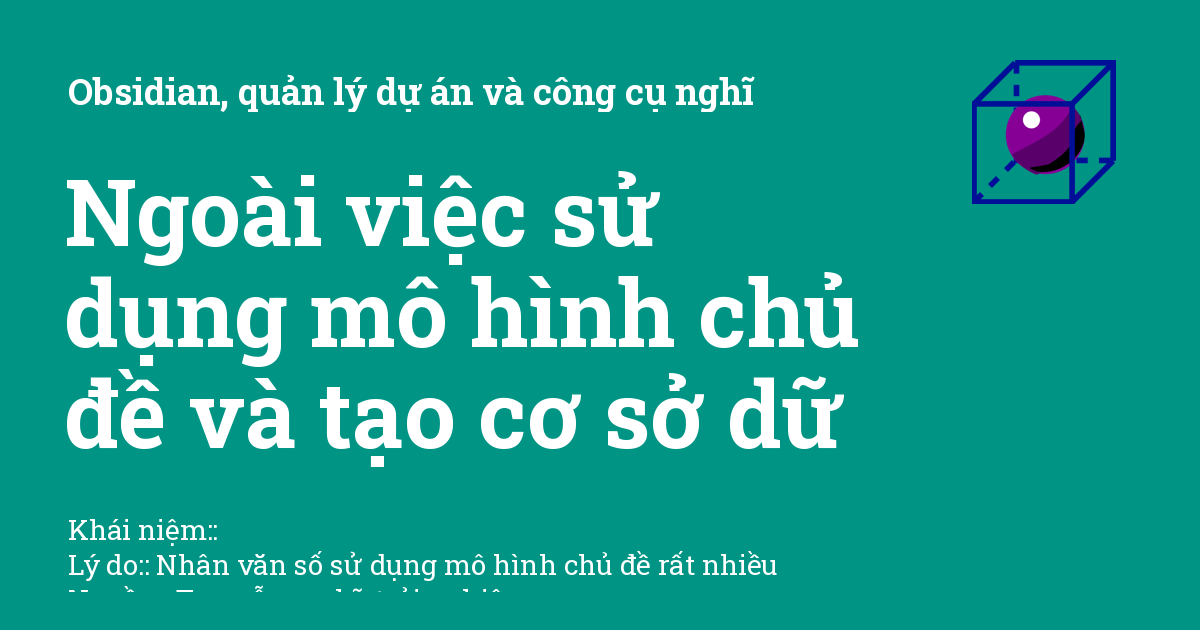 Obsidian, quản lý dự án và công cụ nghĩ
Ngoài việc sử
dụng mô hình chủ
đề và tạo cơ sở dữ
Khái niệm::
Lý do:: Nhân văn số sử dụng mô hình chủ đề rất nhiều